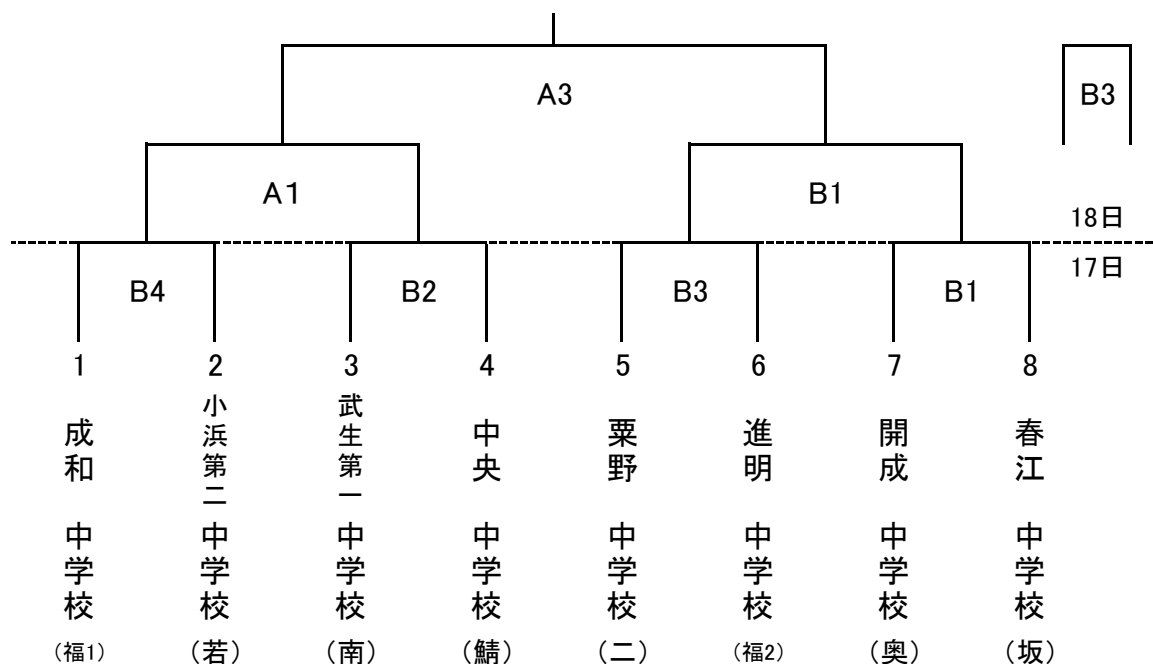 A3
B3
A1
B1
18日
17日
B4
B2
B3
B1
1
2
3
4
5
6
7
8
成和 中学校
小浜第二 中学校
武生第一 中学校
中央 中学校
粟野 中学校
進明 中学校
開成 中学校
春江 中学校
(福1)
(若)
(南)
(鯖)
(二)
(福2)
(奥)
(坂)